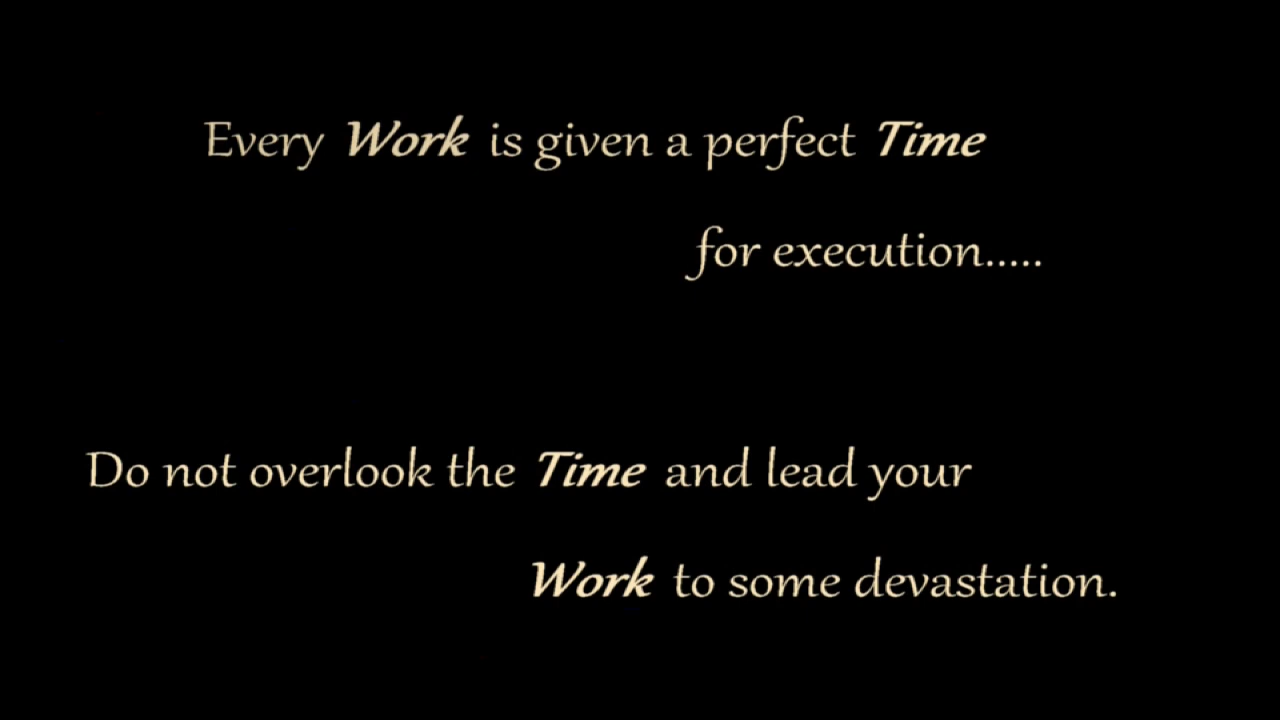 Every Work is given a perfect Time
for execution.....
Do not overlook the Time and lead your
Work to some devastation.